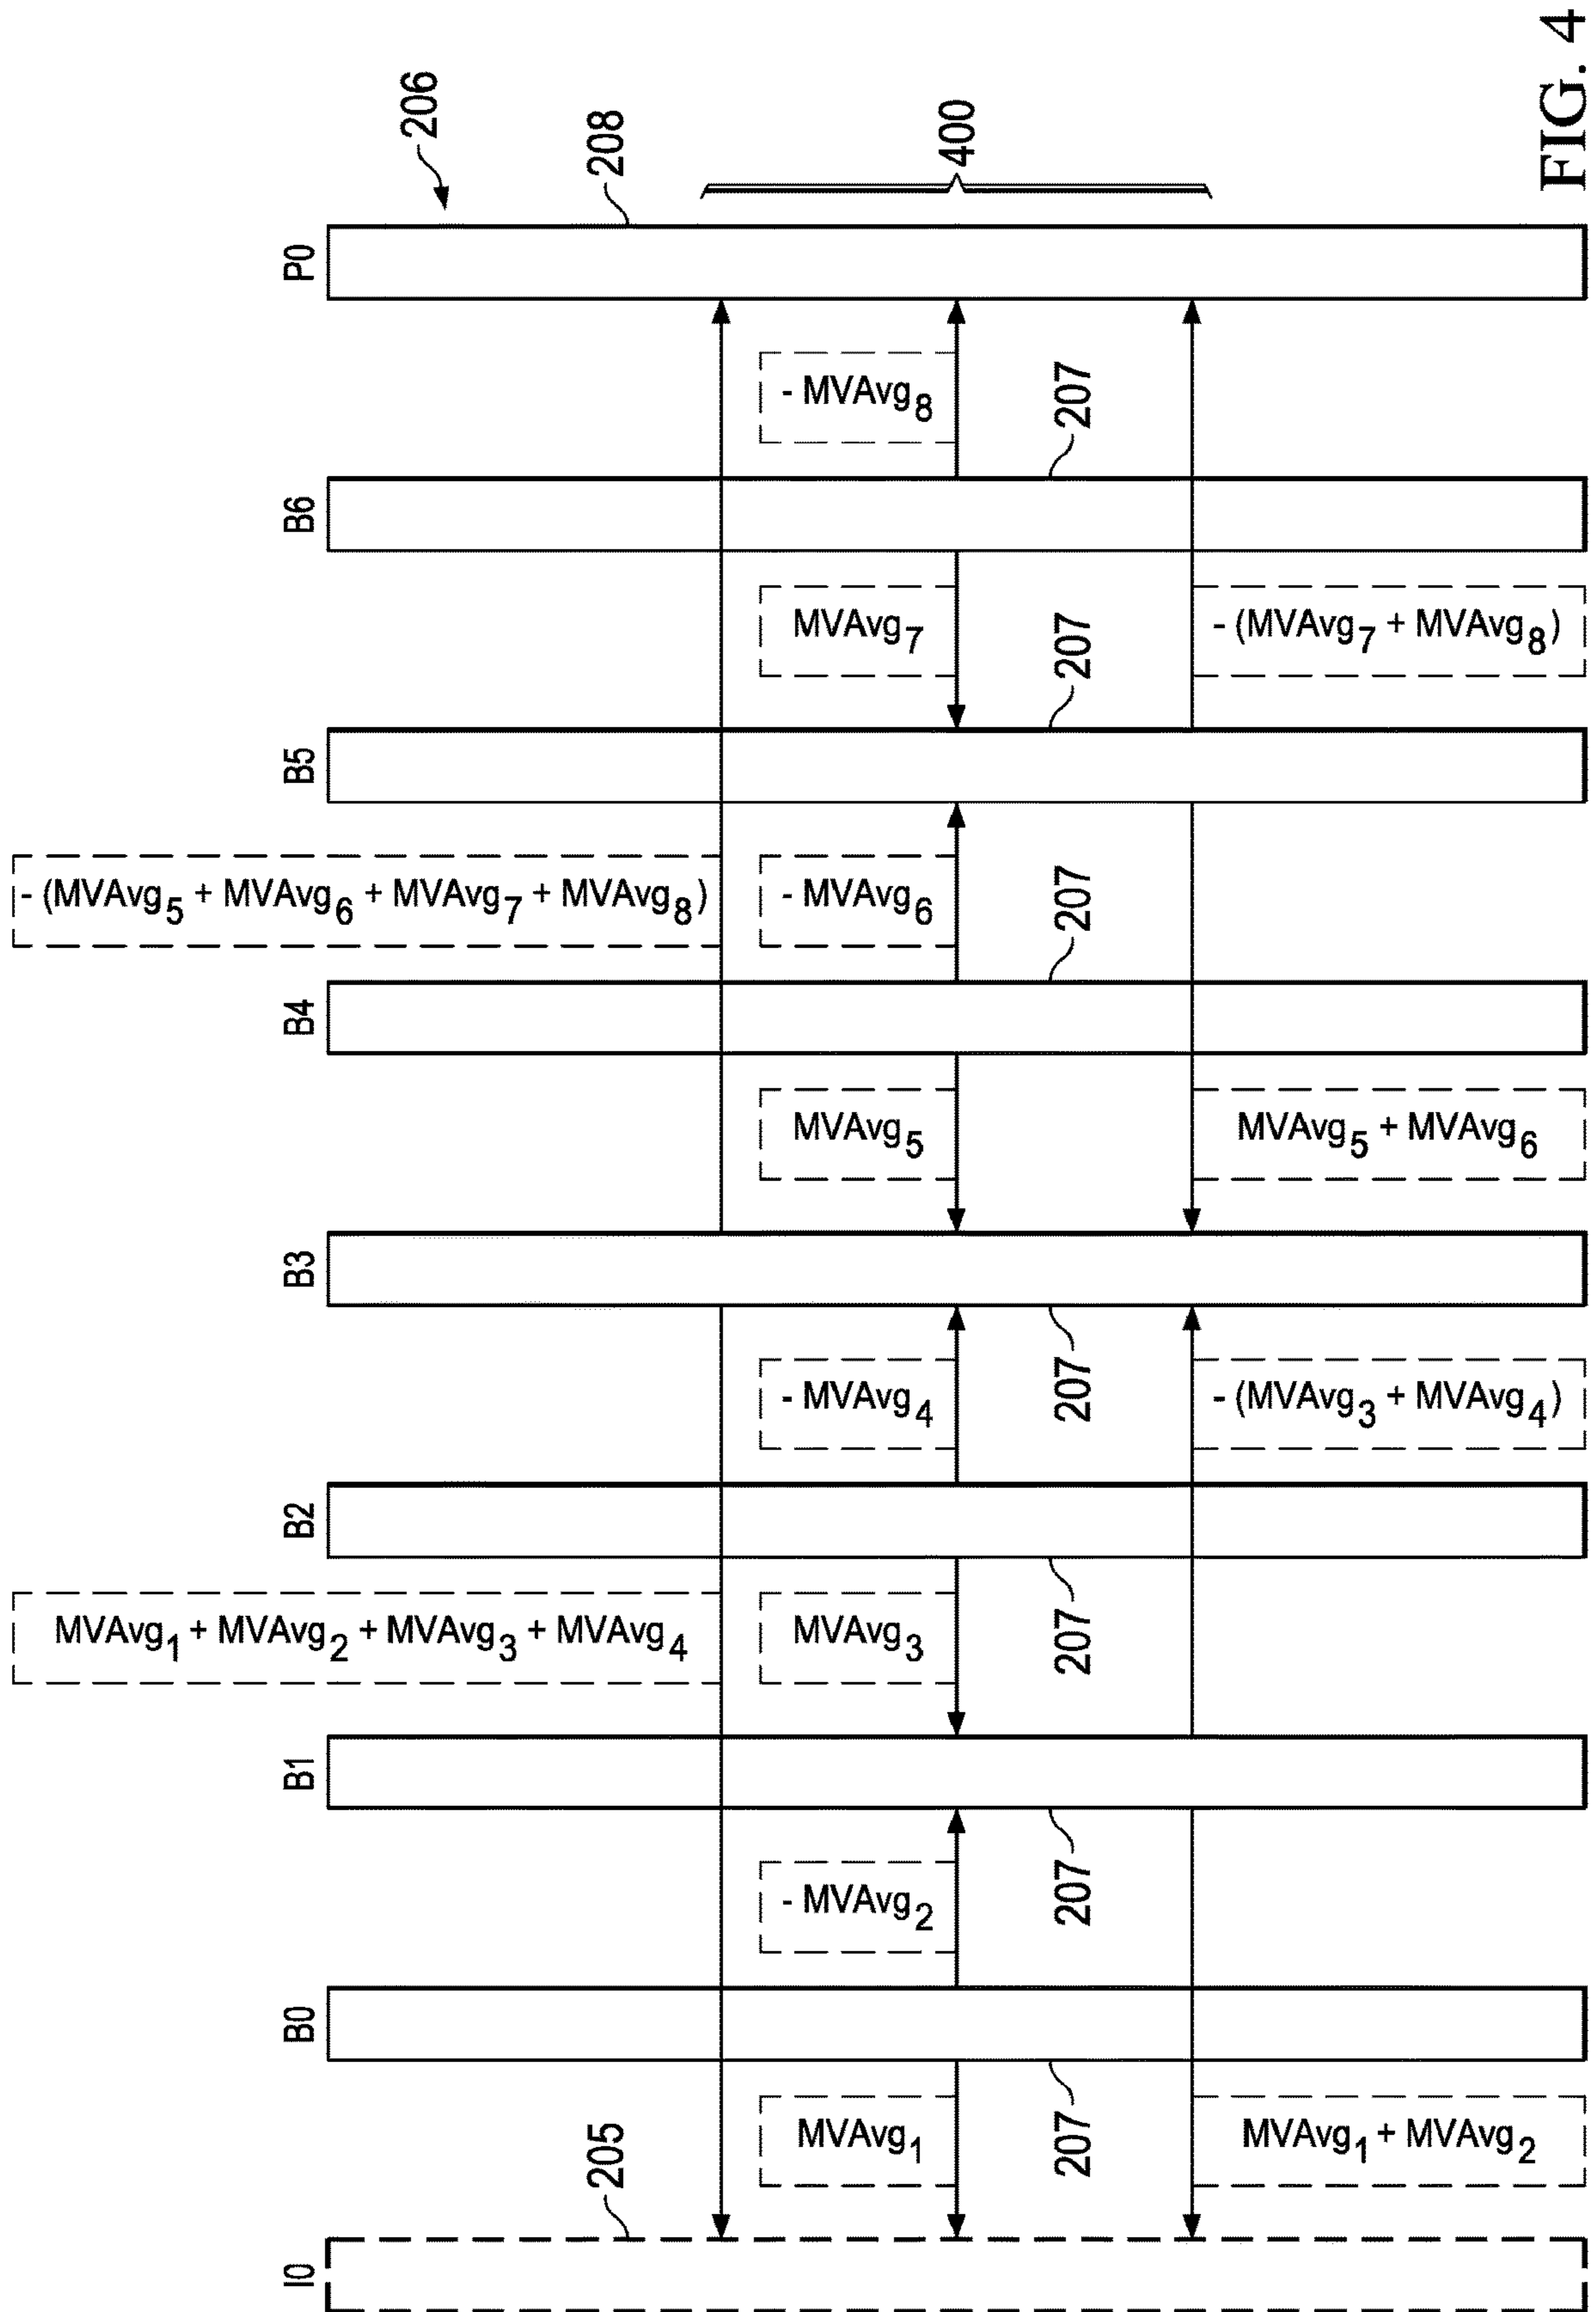 206
I0
B0
B1
B2
B3
B4
B5
B6
P0
205
208
MVAvg1 + MVAvg2 + MVAvg3 + MVAvg4
- (MVAvg5 + MVAvg6 + MVAvg7 + MVAvg8)
MVAvg1
- MVAvg2
MVAvg3
- MVAvg4
MVAvg5
- MVAvg6
MVAvg7
- MVAvg8
400
207
207
207
207
207
207
207
MVAvg1 + MVAvg2
- (MVAvg3 + MVAvg4)
MVAvg5 + MVAvg6
- (MVAvg7 + MVAvg8)
FIG. 4